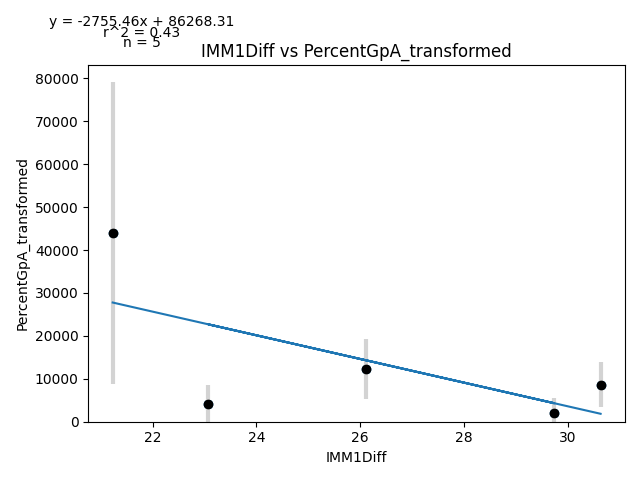 y = -2755.46x + 86268.31
r^2 = 0.43
n = 5
IMM1Diff vs PercentGpA_transformed
80000
70000
60000
50000
40000
30000
20000
10000
0
PercentGpA_transformed
22 24 26 28 30
IMM1Diff